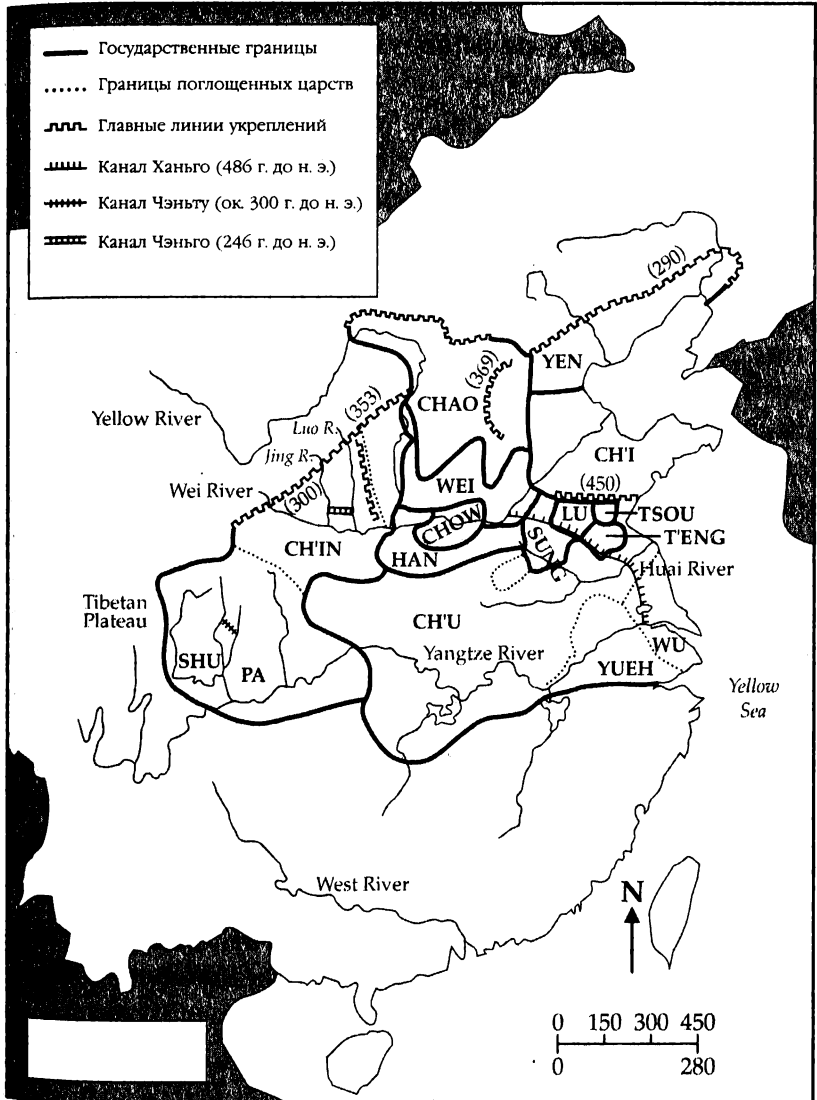 Государственные границы
Границы поглощенных царств
Главные линии укреплений
Канал Ханьго (486 г. до н. э.)
Канал Чэньту (ок. 300 г. до н. э.)
Канал Чэньго (246 г. до н. э.)
(290)
YEN
(369)
CHAO
(353)
Yellow River
Luo R.
Jing R.
CH'I
(450)
WEI
Wei River
(300)
LU
TSOU
CHOW
SUNG
T'ENG
CH'IN
HAN
Huai River
Tibetan
Plateau
CH'U
WU
Yangtze River
SHU
PA
YUEH
Yellow
Sea
West River
N
0 150 300 450
0 280